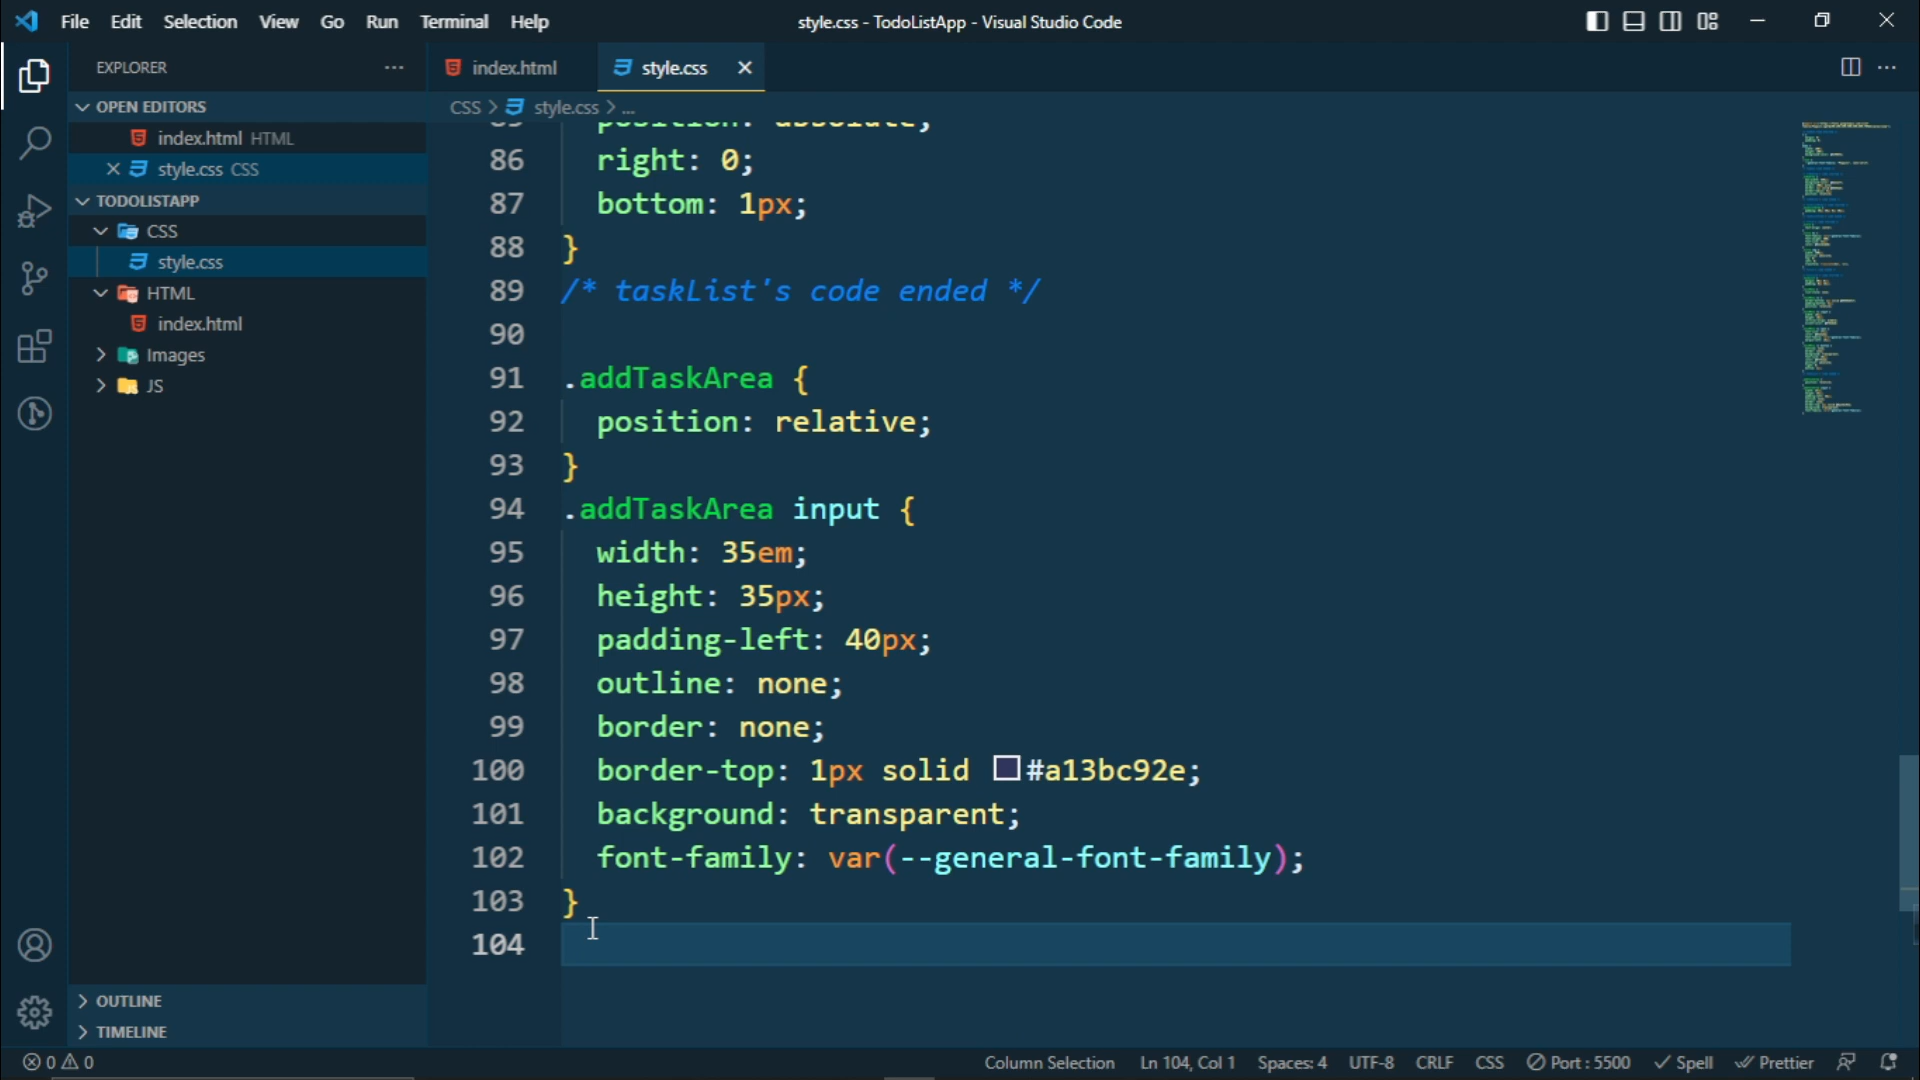 File Edit Selection View Go Run Terminal Help
style.css - TodoListApp - Visual Studio Code
EXPLORER
OPEN EDITORS
index.html HTML
style.css CSS
TODOLISTAPP
CSS
style.css
HTML
index.html
Images
JS
OUTLINE
TIMELINE
index.html
style.css
CSS > style.css > ...
85 position: absolute;
86 right: 0;
87 bottom: 1px;
88 }
89 /* taskList's code ended */
90
91 .addTaskArea {
92 position: relative;
93 }
94 .addTaskArea input {
95 width: 35em;
96 height: 35px;
97 padding-left: 40px;
98 outline: none;
99 border: none;
100 border-top: 1px solid #a13bc92e;
101 background: transparent;
102 font-family: var(--general-font-family);
103 }
104
0 0 Column Selection Ln 104, Col 1 Spaces: 4 UTF-8 CRLF CSS Port : 5500 Spell Prettier